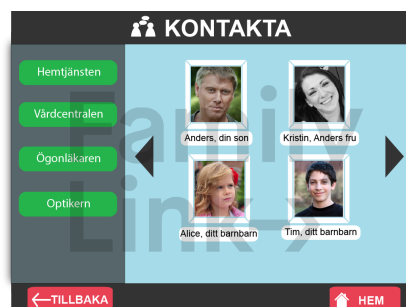 KONTAKTA
Hemtjänsten
Vårdcentralen
Ögonläkaren
Optikern
Anders, din son
Kristin, Anders fru
Alice, ditt barnbarn
Tim, ditt barnbarn
Family
Link
TILLBAKA
HEM